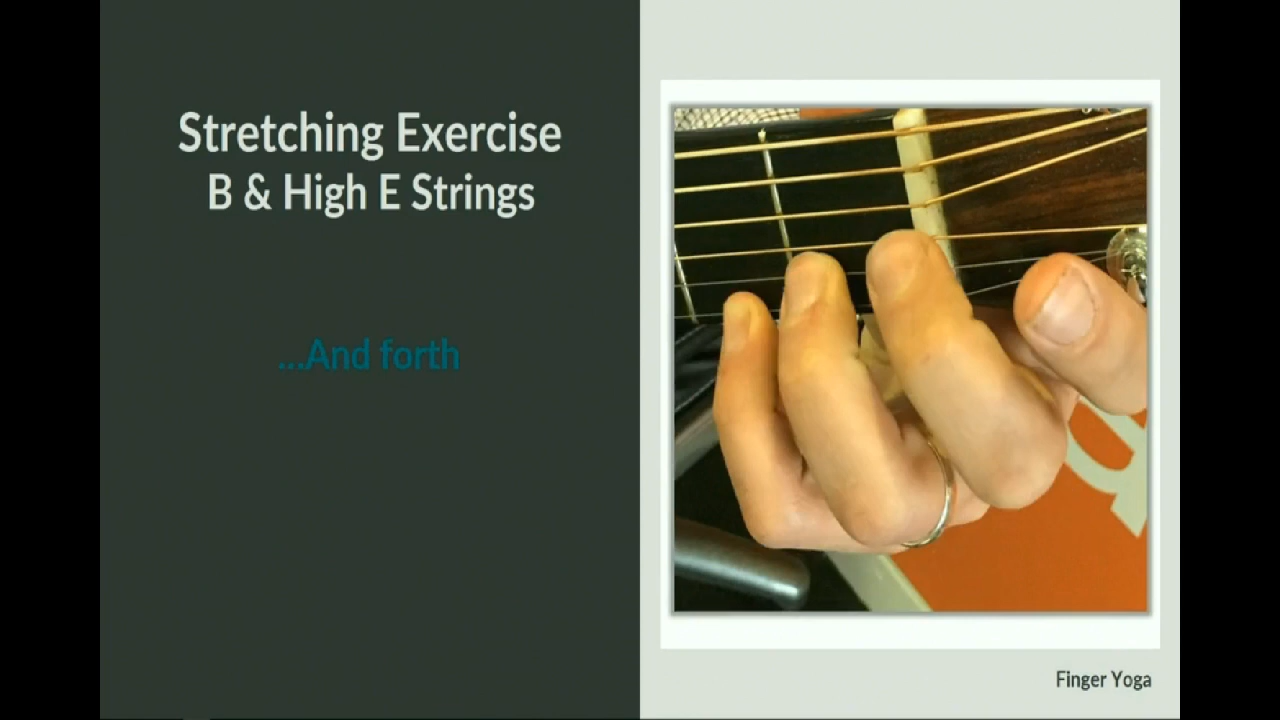 Stretching Exercise
B & High E Strings
...And forth
Finger Yoga